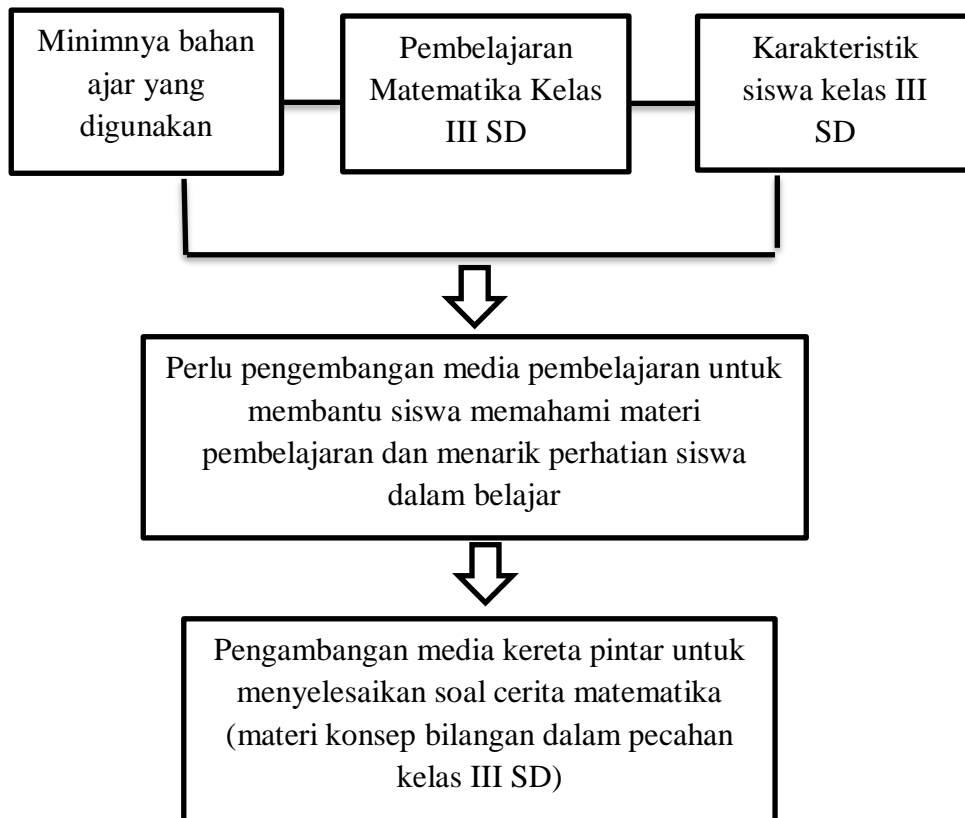 Minimnya bahan
ajar yang
digunakan
Pembelajaran
Matematika Kelas
III SD
Karakteristik
siswa kelas III
SD
Perlu pengembangan media pembelajaran untuk
membantu siswa memahami materi
pembelajaran dan menarik perhatian siswa
dalam belajar
Pengambangan media kereta pintar untuk
menyelesaikan soal cerita matematika
(materi konsep bilangan dalam pecahan
kelas III SD)